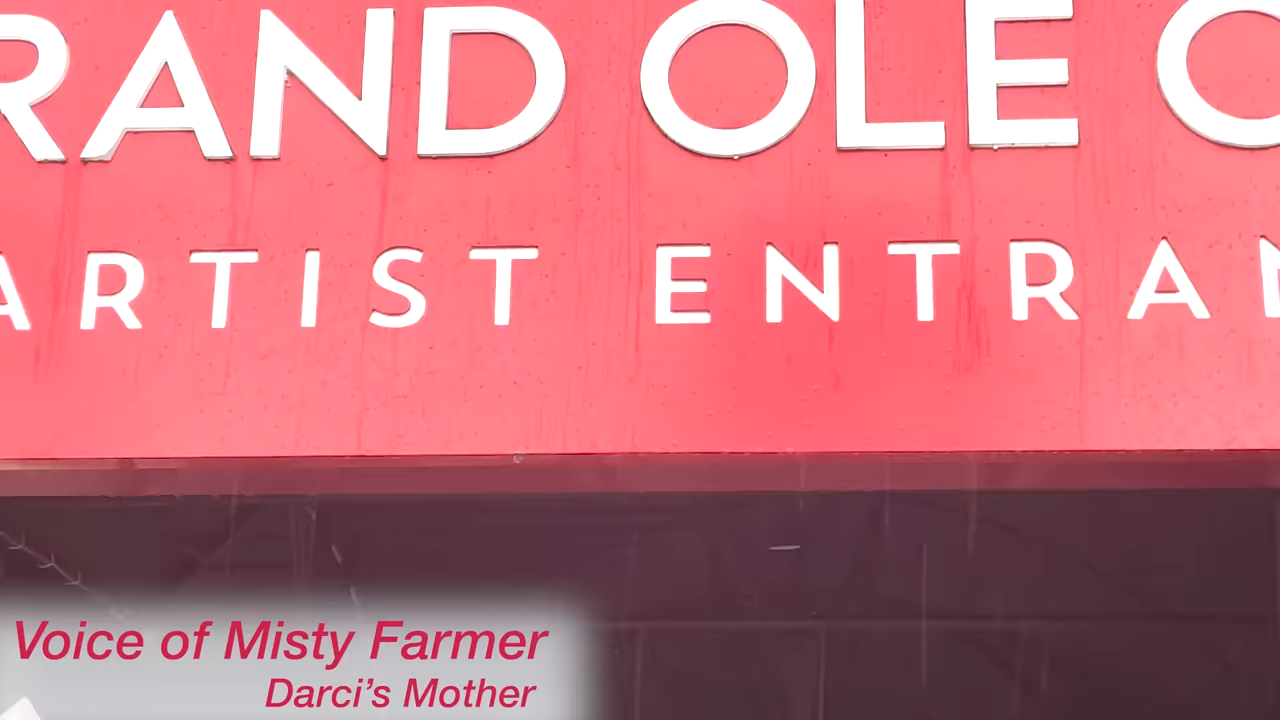 RAND OLE O
ARTIST ENTRAN
Voice of Misty Farmer
Darci's Mother